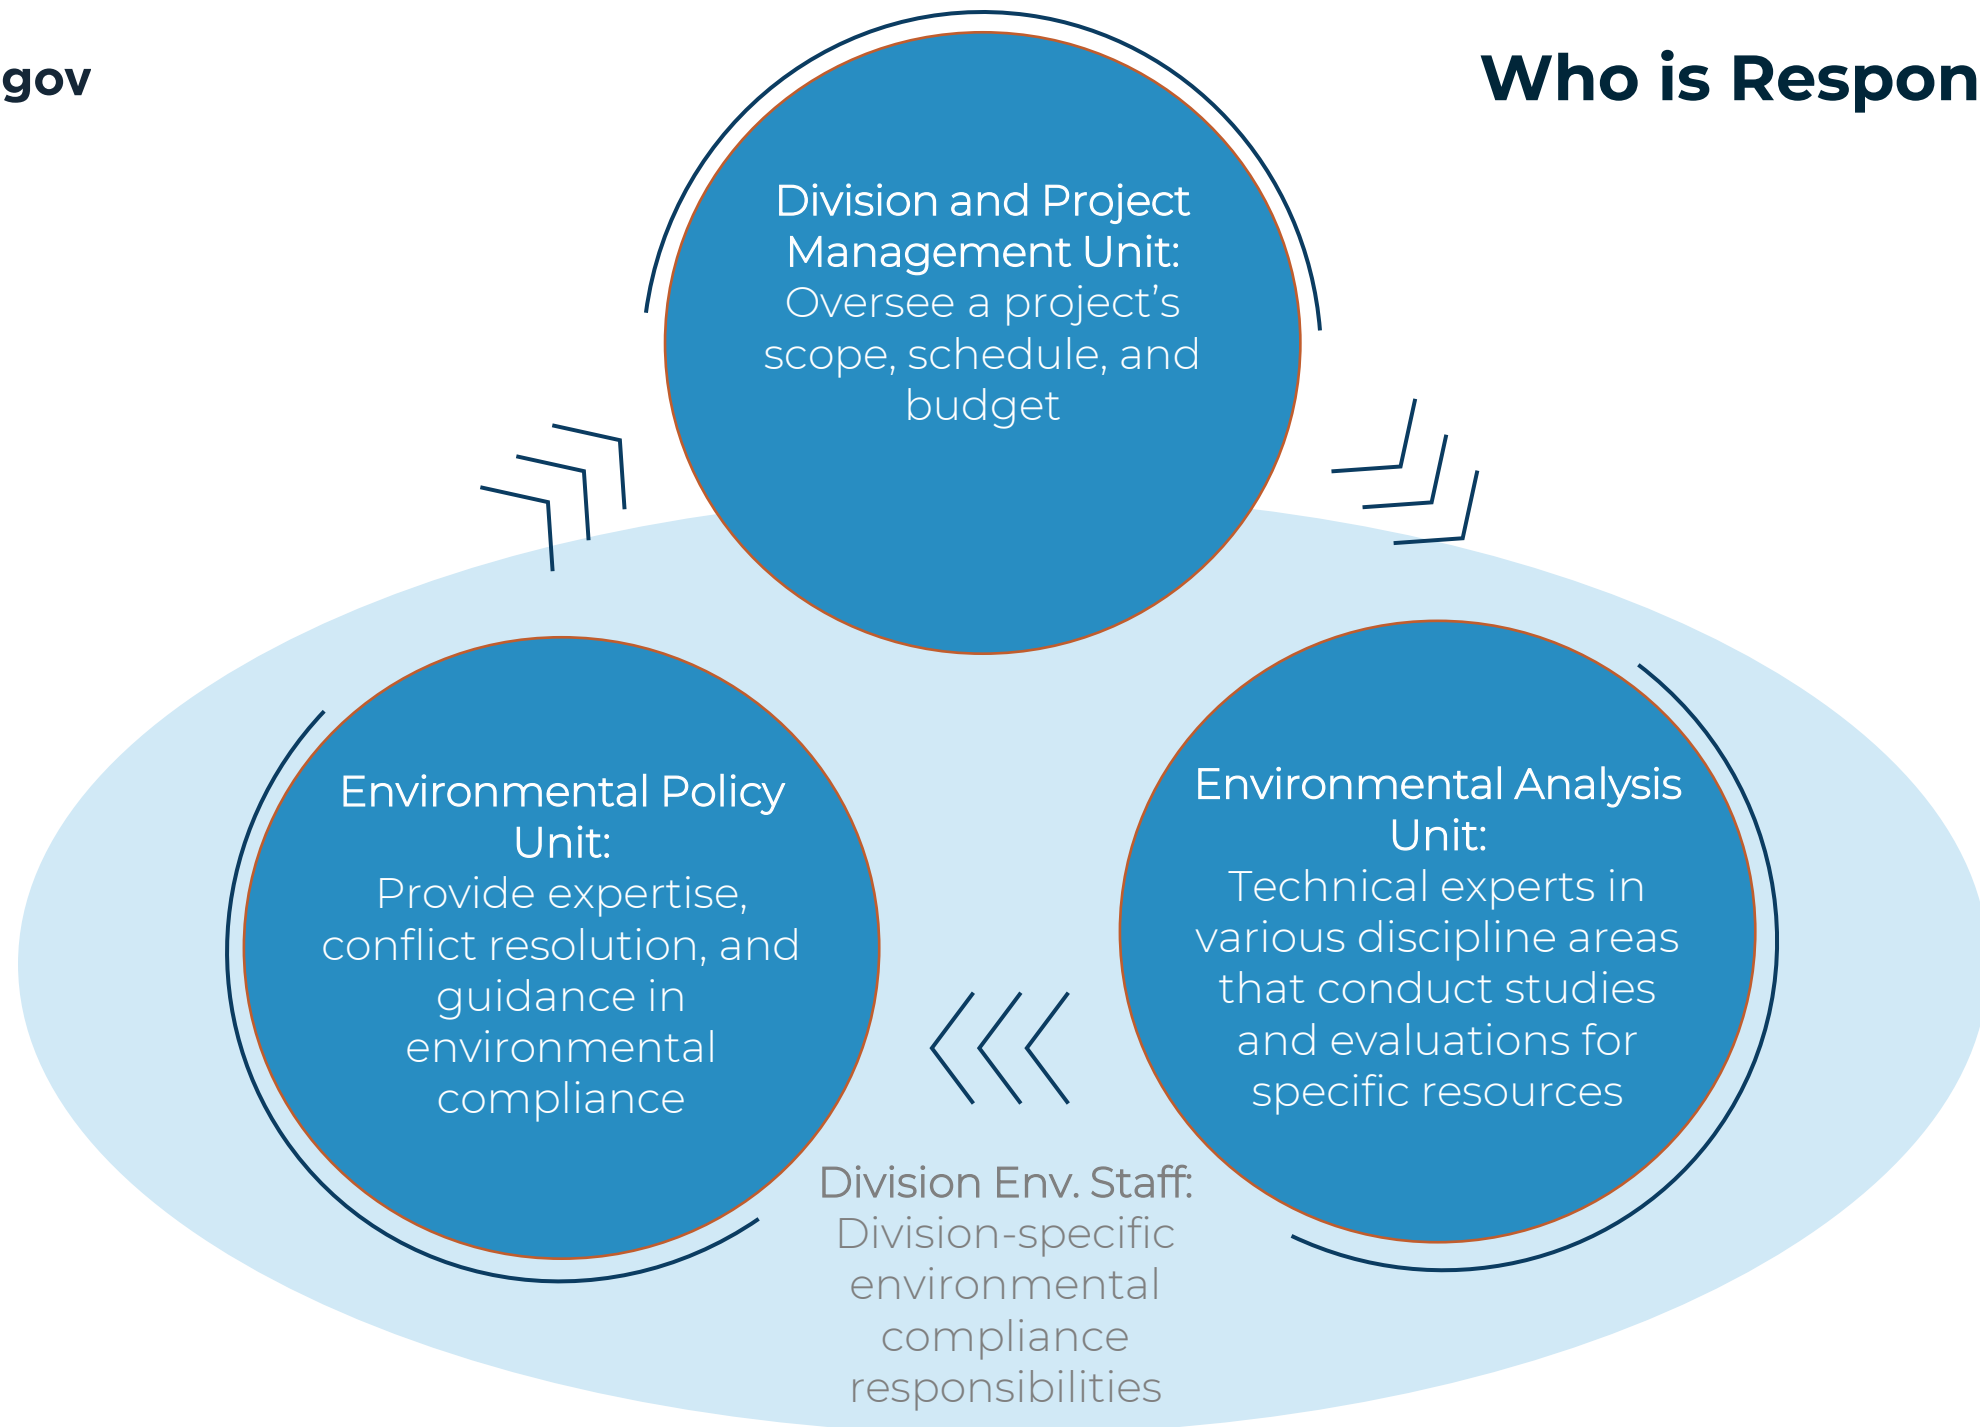 gov
Who is Respon
Division and Project
Management Unit:
Oversee a project’s
scope, schedule, and
budget
Environmental Policy
Unit:
Provide expertise,
conflict resolution, and
guidance in
environmental
compliance
Environmental Analysis
Unit:
Technical experts in
various discipline areas
that conduct studies
and evaluations for
specific resources
Division Env. Staff:
Division-specific
environmental
compliance
responsibilities